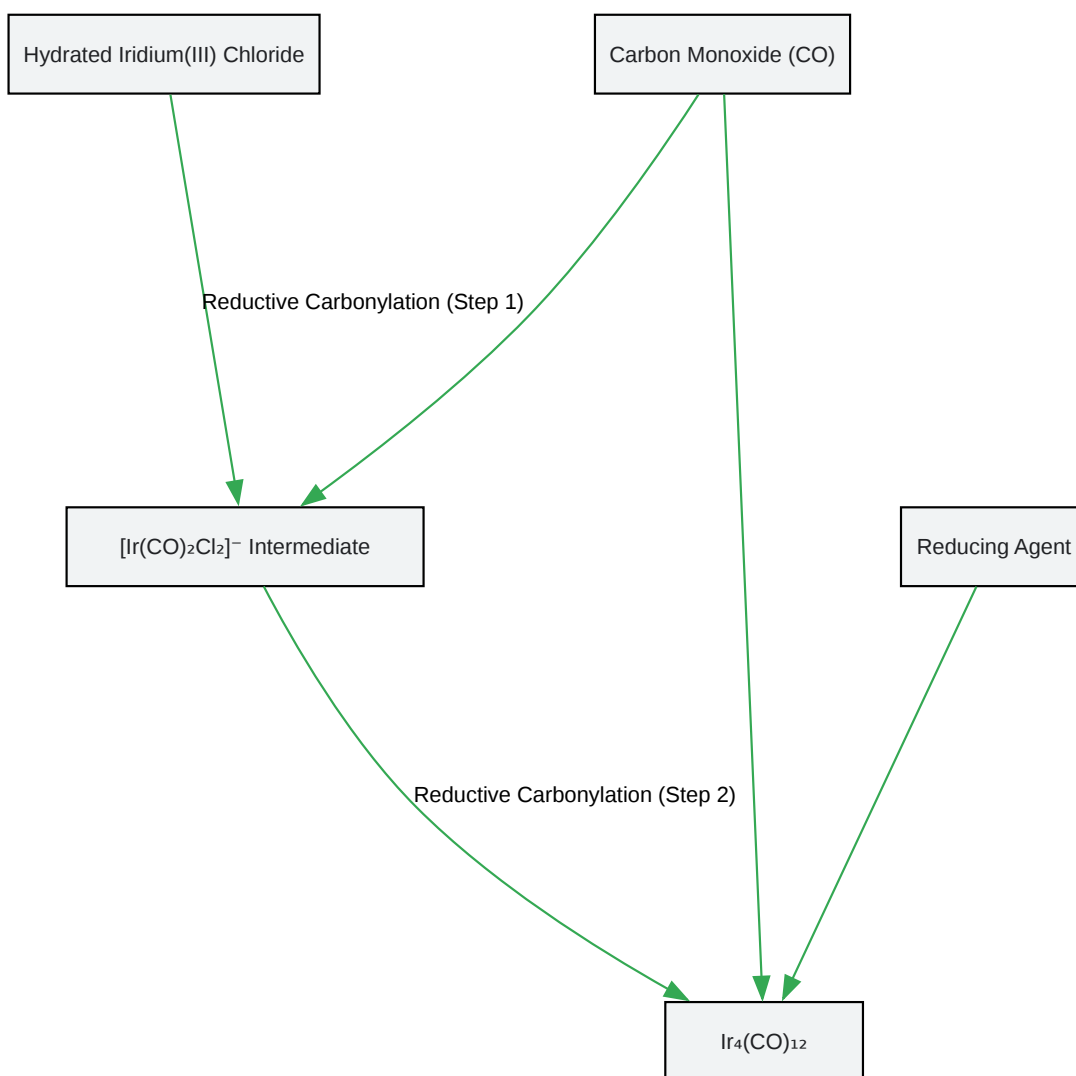 Hydrated Iridium(III) Chloride
Carbon Monoxide (CO)
Reductive Carbonylation (Step 1)
[Ir(CO)₂Cl₂]⁻ Intermediate
Reducing Agent
Reductive Carbonylation (Step 2)
Ir₄(CO)₁₂